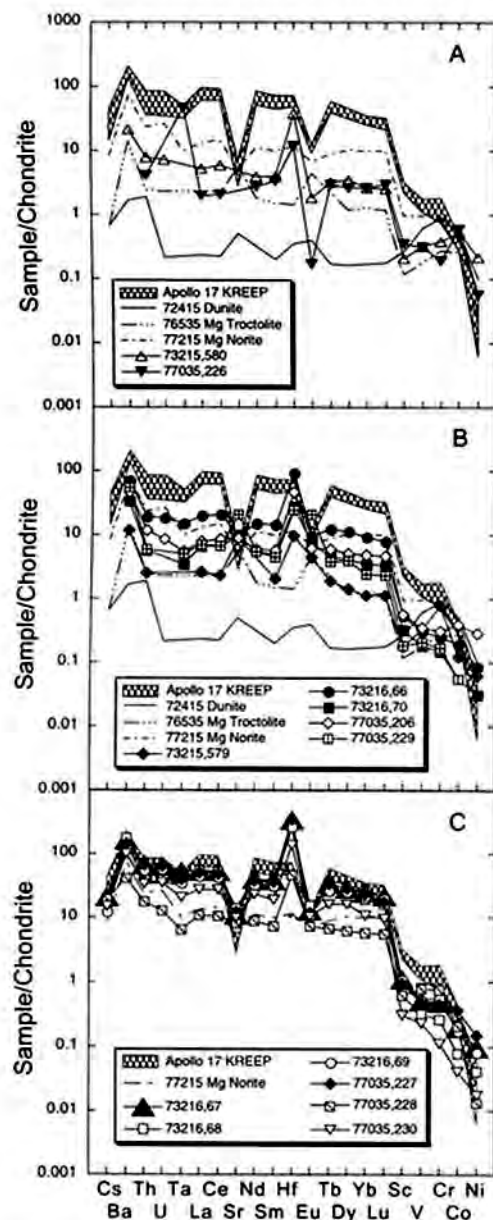 1000
100
10
1
0.1
0.01
0.001
Sample/Chondrite
A
Apollo 17 KREEP
72415 Dunite
76535 Mg Troctolite
77215 Mg Norite
73215,580
77035,226
100
10
1
0.1
0.01
0.001
Sample/Chondrite
B
Apollo 17 KREEP
72415 Dunite
76535 Mg Troctolite
77215 Mg Norite
73215,579
73216,66
73216,70
77035,206
77035,229
100
10
1
0.1
0.01
0.001
Sample/Chondrite
C
Apollo 17 KREEP
77215 Mg Norite
73216,67
73216,68
73216,69
77035,227
77035,228
77035,230
Cs Th Ta Ce Nd Hf Tb Yb Sc Cr Ni
Ba U La Sr Sm Eu Dy Lu V Co